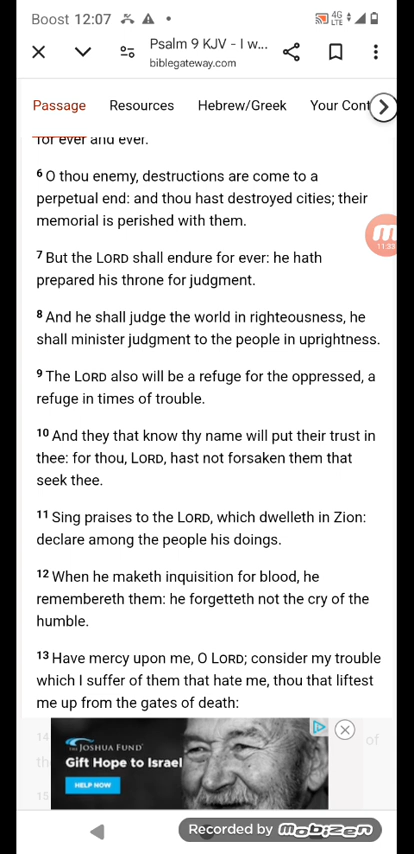 Boost 12:07 4G
LTE
Psalm 9 KJV - I w...
biblegateway.com
Passage Resources Hebrew/Greek Your Cont
for ever and ever.
6 O thou enemy, destructions are come to a
perpetual end: and thou hast destroyed cities; their
memorial is perished with them.
7 But the LORD shall endure for ever: he hath
prepared his throne for judgment.
8 And he shall judge the world in righteousness, he
shall minister judgment to the people in uprightness.
9 The LORD also will be a refuge for the oppressed, a
refuge in times of trouble.
10 And they that know thy name will put their trust in
thee: for thou, LORD, hast not forsaken them that
seek thee.
11 Sing praises to the LORD, which dwelleth in Zion:
declare among the people his doings.
12 When he maketh inquisition for blood, he
remembereth them: he forgetteth not the cry of the
humble.
13 Have mercy upon me, O LORD; consider my trouble
which I suffer of them that hate me, thou that liftest
me up from the gates of death:
14 of
th
15
m
11:33
THE JOSHUA FUND
Gift Hope to Israel
HELP NOW
Recorded by mobizen